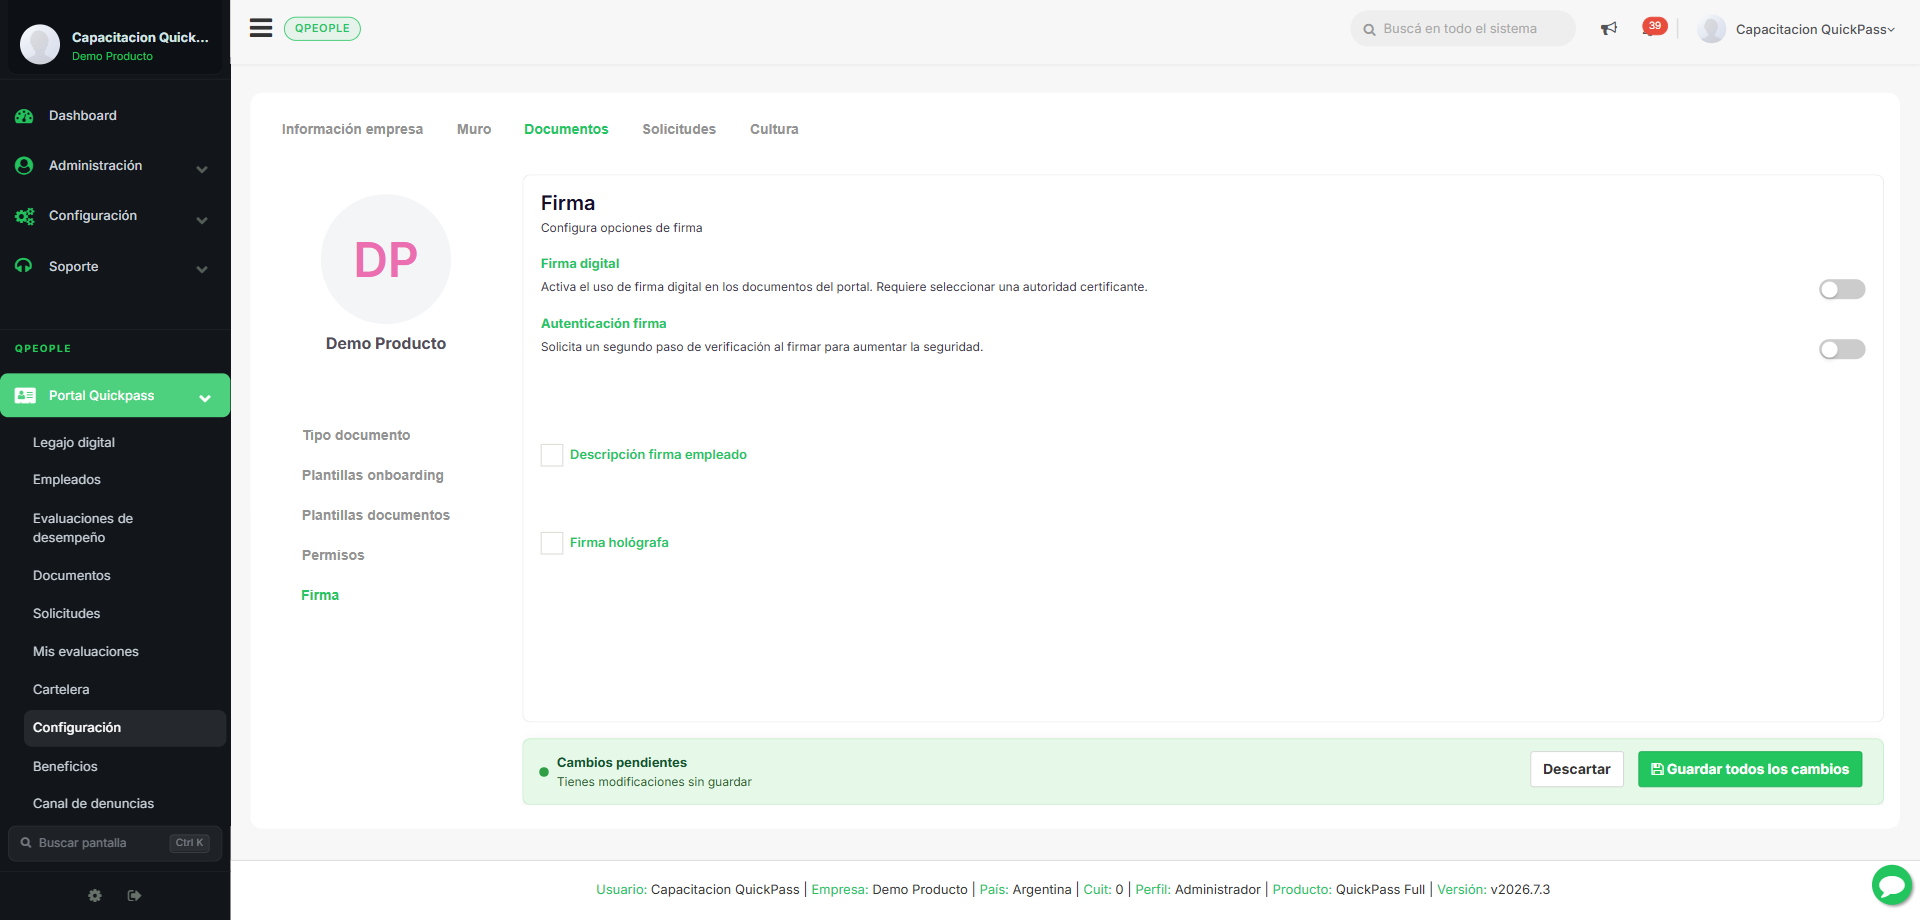 Capacitacion Quick...
Demo Producto
Dashboard
Administración
Configuración
Soporte
QPEOPLE
Portal Quickpass
Legajo digital
Empleados
Evaluaciones de
desempeño
Documentos
Solicitudes
Mis evaluaciones
Cartelera
Configuración
Beneficios
Canal de denuncias
Buscar pantalla
Ctrl K
QPEOPLE
Buscá en todo el sistema
39
Capacitacion QuickPass
Información empresa
Muro
Documentos
Solicitudes
Cultura
DP
Demo Producto
Tipo documento
Plantillas onboarding
Plantillas documentos
Permisos
Firma
Firma
Configura opciones de firma
Firma digital
Activa el uso de firma digital en los documentos del portal. Requiere seleccionar una autoridad certificante.
Autenticación firma
Solicita un segundo paso de verificación al firmar para aumentar la seguridad.
Descripción firma empleado
Firma hológrafa
Cambios pendientes
Tienes modificaciones sin guardar
Descartar
Guardar todos los cambios
Usuario: Capacitacion QuickPass | Empresa: Demo Producto | País: Argentina | Cuit: 0 | Perfil: Administrador | Producto: QuickPass Full | Versión: v2026.7.3